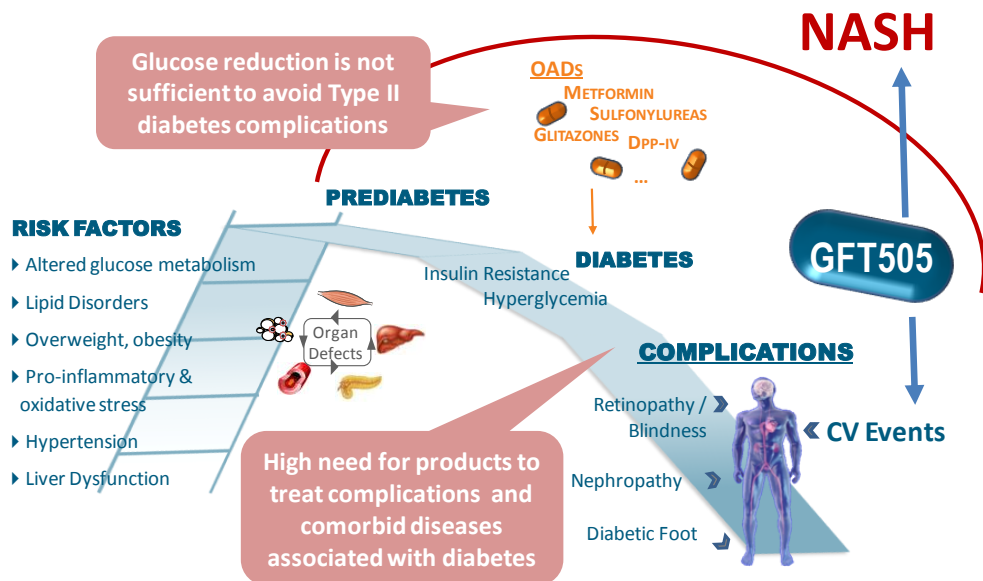 NASH
Glucose reduction is not
sufficient to avoid Type II
diabetes complications
OADs
METFORMIN
SULFONYLUREAS
GLITAZONES
DPP-IV
...
PREDIABETES
RISK FACTORS
Altered glucose metabolism
Lipid Disorders
Overweight, obesity
Pro-inflammatory &
oxidative stress
Hypertension
Liver Dysfunction
Organ
Defects
Insulin Resistance
Hyperglycemia
DIABETES
GFT505
COMPLICATIONS
Retinopathy /
Blindness
Nephropathy
Diabetic Foot
CV Events
High need for products to
treat complications and
comorbid diseases
associated with diabetes